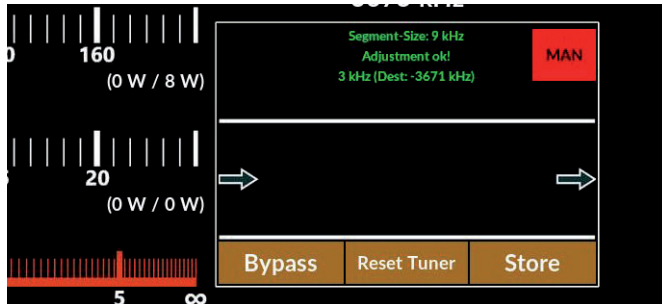 Segment-Size: 9 kHz
Adjustment ok!
3 kHz (Dest: -3671 kHz)
MAN
160
(0 W / 8 W)
20
(0 W / 0 W)
Bypass
Reset Tuner
Store
5
∞